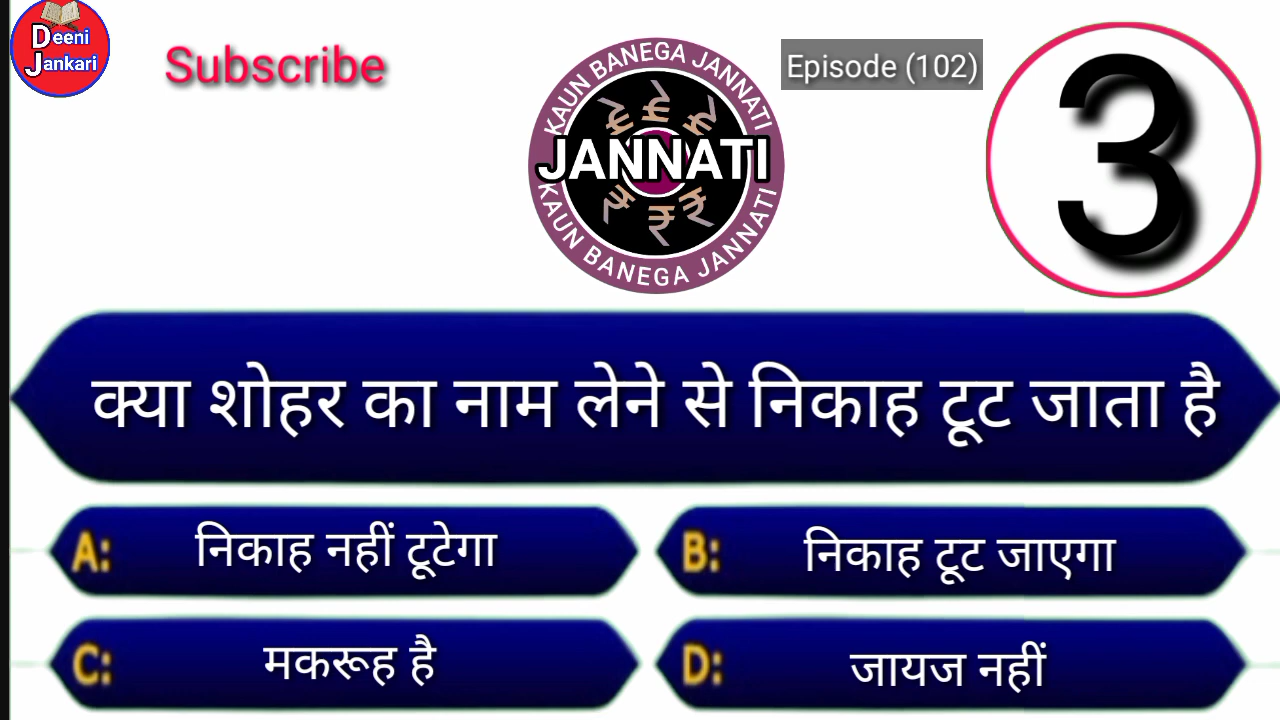 Deeni
Jankari
Subscribe
KAUN BANEGA JANNATI
JANNATI
KAUN BANEGA JANNATI
Episode (102)
3
क्या शोहर का नाम लेने से निकाह टूट जाता है
A: निकाह नहीं टूटेगा
B: निकाह टूट जाएगा
C: मकरूह है
D: जायज नहीं